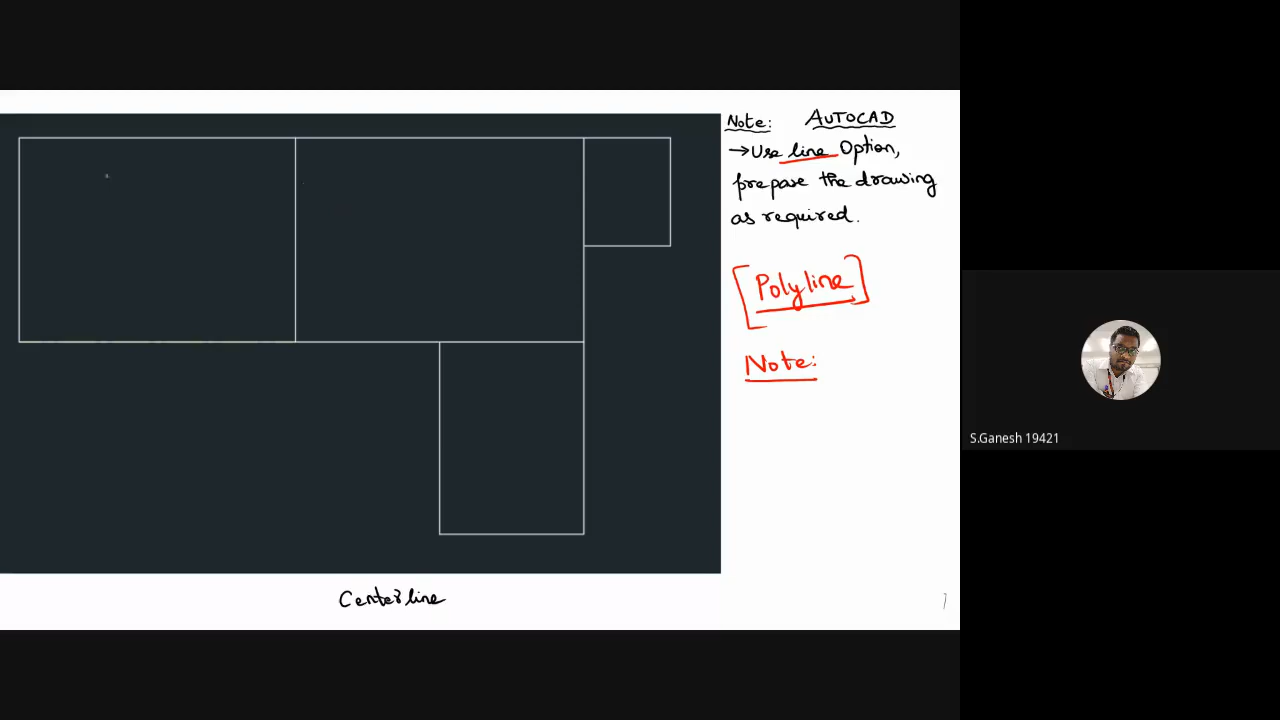 Note: AUTOCAD
→Use line Option,
prepare the drawing
as required.
[Polyline]
Note:
Centerline
S.Ganesh 19421